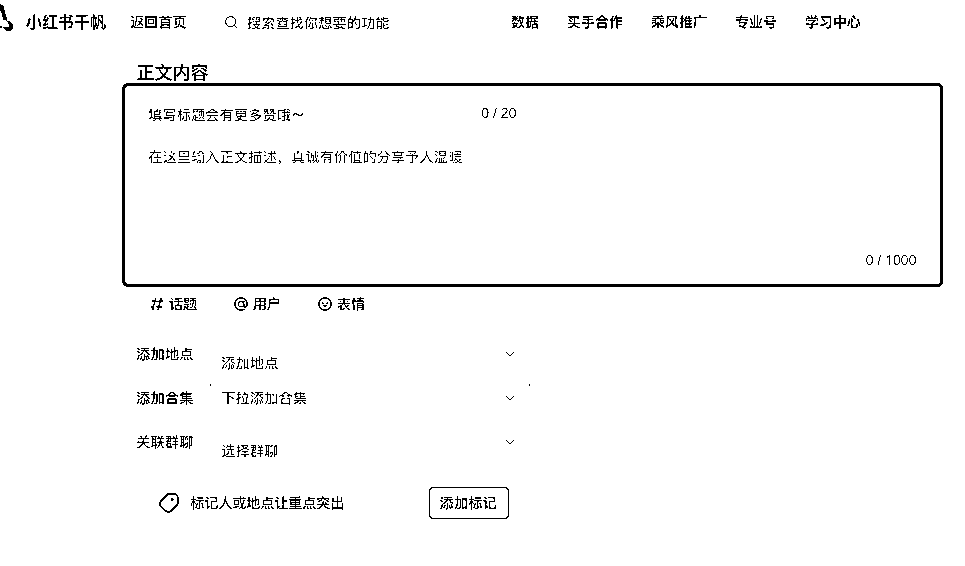 小红书千帆 返回首页 搜索查找你想要的功能 数据 买手合作 乘风推广 专业号 学习中心
正文内容
填写标题会有更多赞哦～ 0 / 20
在这里输入正文描述，真诚有价值的分享予人温暖
0 / 1000
# 话题 @ 用户 表情
添加地点 添加地点
添加合集 下拉添加合集
关联群聊 选择群聊
标记人或地点让重点突出 添加标记